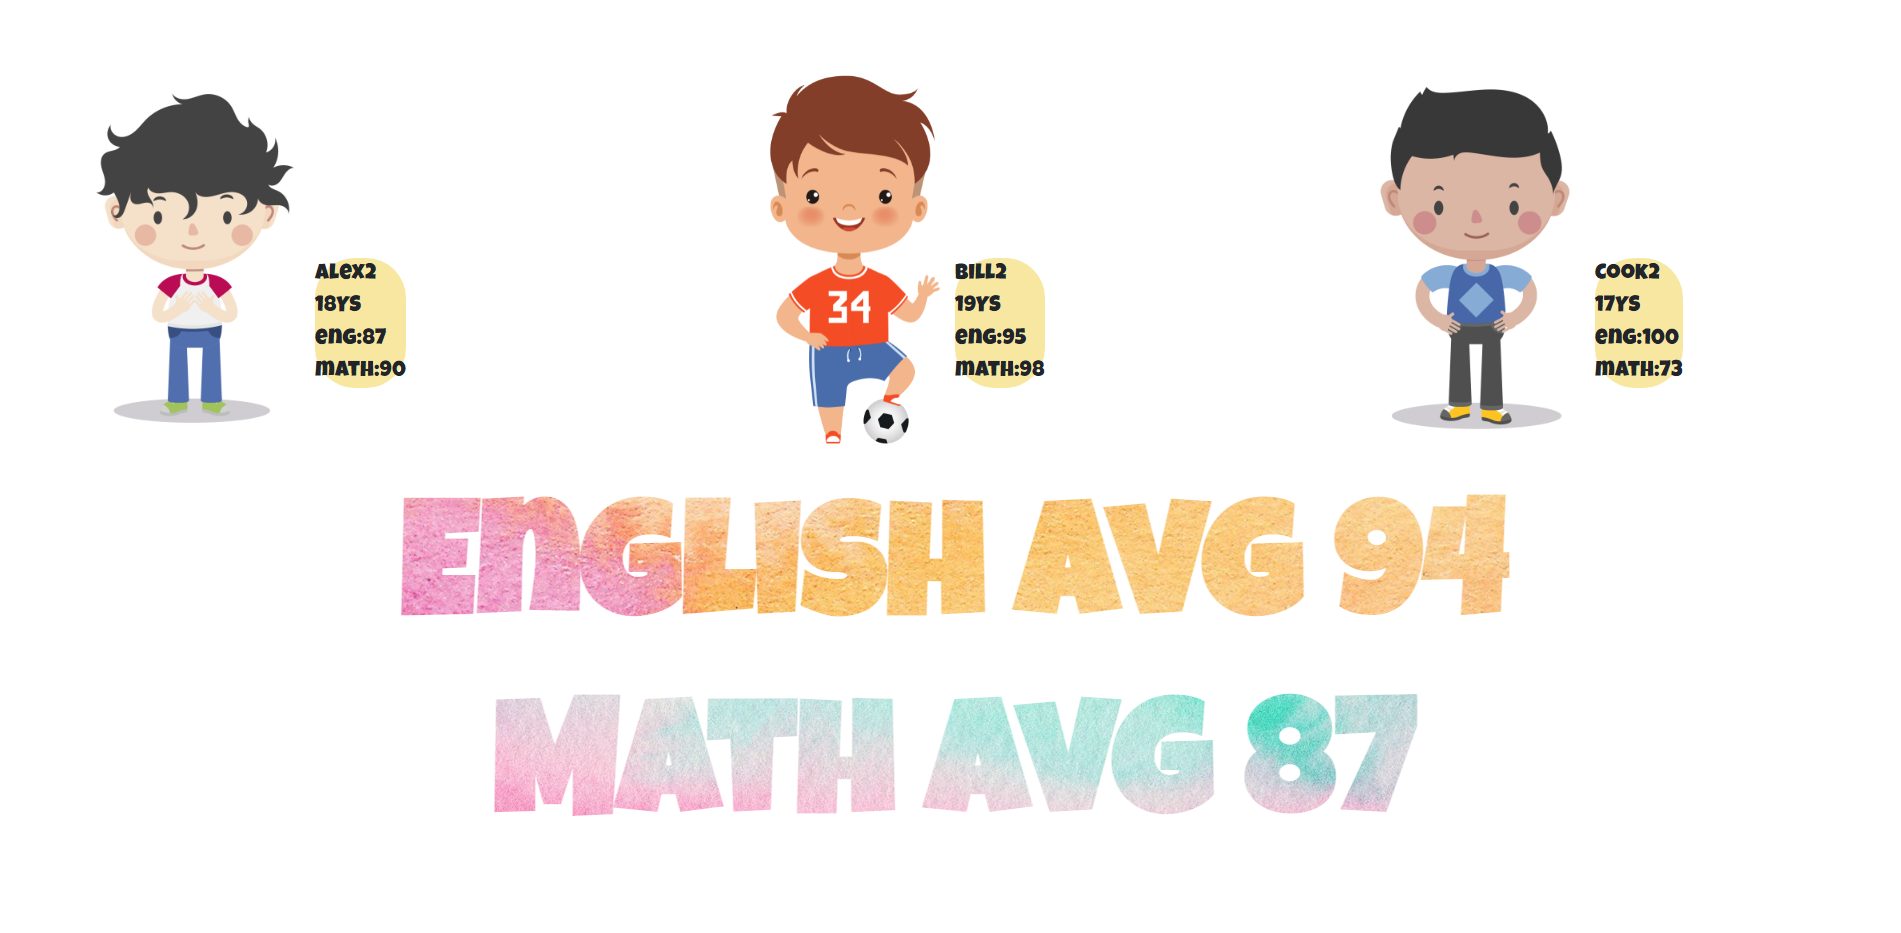 Alex2
18ys
eng:87
math:90
34
Bill2
19ys
eng:95
math:98
Cook2
17ys
eng:100
math:73
English AVG 94
Math AVG 87